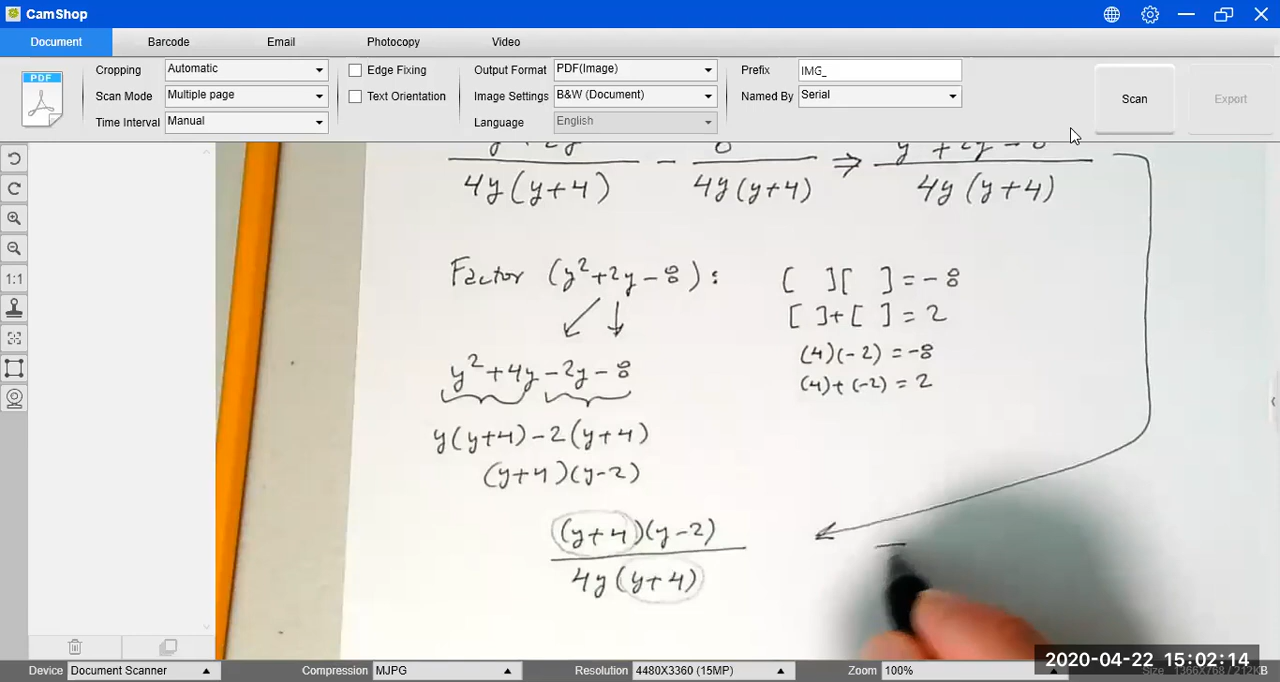 CamShop
Document Barcode Email Photocopy Video
PDF
Cropping Automatic
Scan Mode Multiple page
Time Interval Manual
Edge Fixing
Text Orientation
Output Format PDF(Image)
Image Settings B&W (Document)
Language English
Prefix IMG_
Named By Serial
Scan
Export
1:1
4y(y+4) - 4y(y+4) ⇒ 4y(y+4)
Factor (y²+2y-8):
y²+4y-2y-8
y(y+4)-2(y+4)
(y+4)(y-2)
[ ][ ]=-8
[ ]+[ ]=2
(4)(-2)=-8
(4)+(-2)=2
(y+4)(y-2)
4y(y+4)
Device Document Scanner Compression MJPG Resolution 4480X3360 (15MP) Zoom 100%
2020-04-22 15:02:14